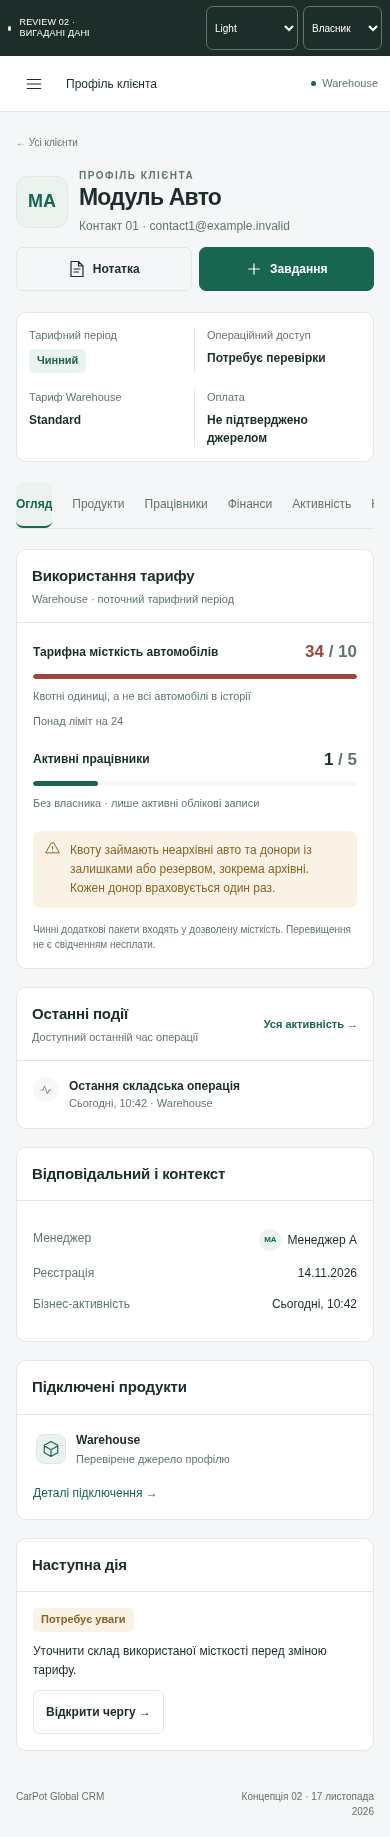 REVIEW 02 ·
ВИГАДАНІ ДАНІ
Light
Власник
Профіль клієнта
Warehouse
← Усі клієнти
MA
ПРОФІЛЬ КЛІЄНТА
Модуль Авто
Контакт 01 · contact1@example.invalid
Нотатка
Завдання
Тарифний період
Чинний
Операційний доступ
Потребує перевірки
Тариф Warehouse
Standard
Оплата
Не підтверджено
джерелом
Огляд
Продукти
Працівники
Фінанси
Активність
Використання тарифу
Warehouse · поточний тарифний період
Тарифна місткість автомобілів
34 / 10
Квотні одиниці, а не всі автомобілі в історії
Понад ліміт на 24
Активні працівники
1 / 5
Без власника · лише активні облікові записи
Квоту займають неархівні авто та донори із
залишками або резервом, зокрема архівні.
Кожен донор враховується один раз.
Чинні додаткові пакети входять у дозволену місткість. Перевищення
не є свідченням несплати.
Останні події
Доступний останній час операції
Уся активність →
Остання складська операція
Сьогодні, 10:42 · Warehouse
Відповідальний і контекст
Менеджер
MA Менеджер А
Реєстрація
14.11.2026
Бізнес-активність
Сьогодні, 10:42
Підключені продукти
Warehouse
Перевірене джерело профілю
Деталі підключення →
Наступна дія
Потребує уваги
Уточнити склад використаної місткості перед зміною
тарифу.
Відкрити чергу →
CarPot Global CRM
Концепція 02 · 17 листопада
2026